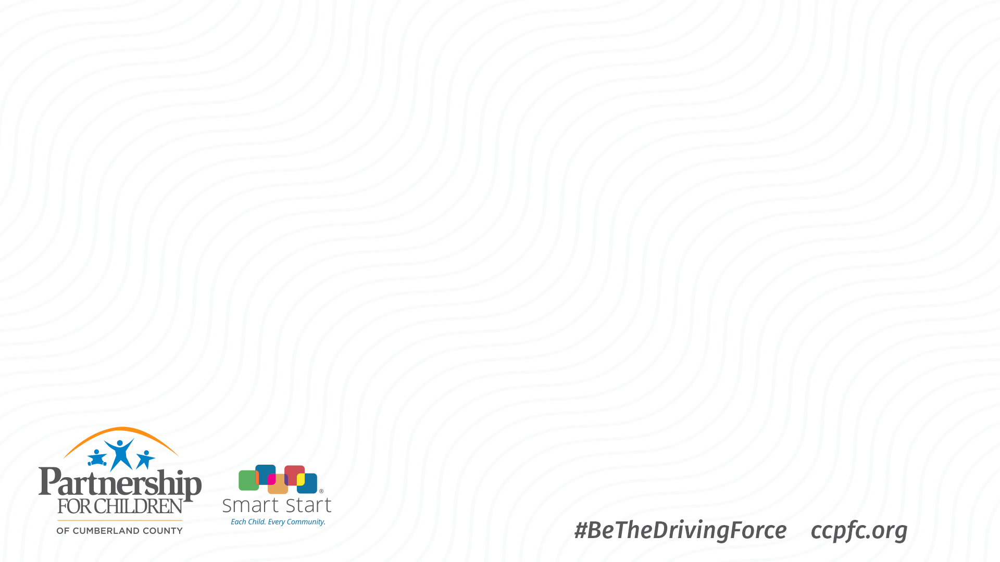 Partnership
FOR CHILDREN
OF CUMBERLAND COUNTY
Smart Start®
Each Child. Every Community.
#BeTheDrivingForce ccpfc.org